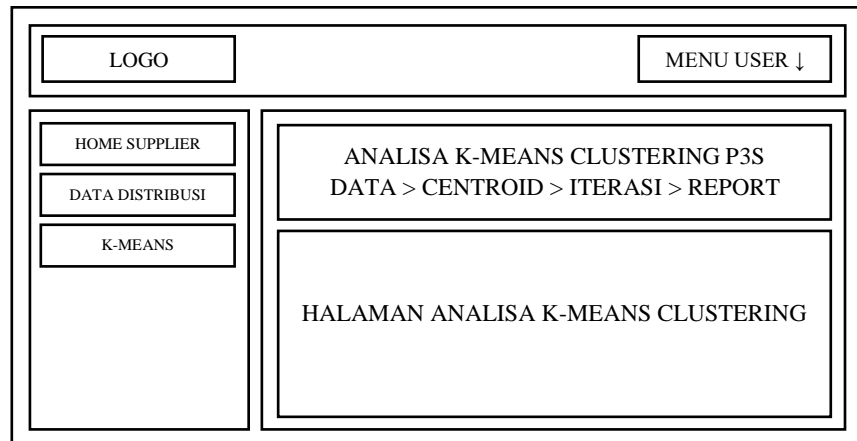 LOGO
MENU USER ↓
HOME SUPPLIER
DATA DISTRIBUSI
K-MEANS
ANALISA K-MEANS CLUSTERING P3S
DATA > CENTROID > ITERASI > REPORT
HALAMAN ANALISA K-MEANS CLUSTERING